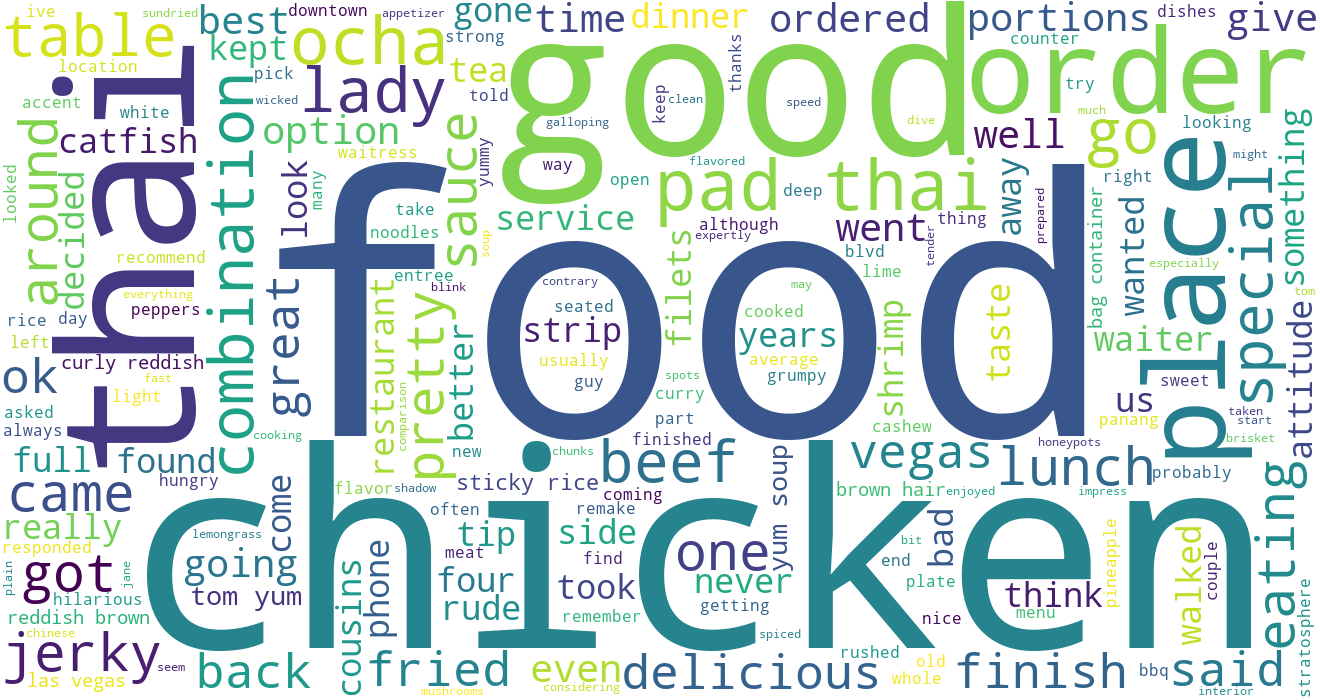 ive
sundried
best
downtown
appetizer
gone
time
dinner
ordered
portions
dishes
give
table
kept
ocha
strong
good
thanks
counter
order
location
pick
lady
tea
told
keep
clean
speed
try
much
accent
white
wicked
option
galloping
dive
well
go
looking
something
thai
catfish
combination
waitress
sauce
yummy
way
flavored
right
might
around
look
many
open
pad thai
deep
away
place
special
looked
decided
take
service
although
went
thing
prepared
wanted
recommend
noodles
soup
expertly
tender
blvd
bag container
especially
everything
food
entree
blink
contrary
filets
may
lime
tom
rice
day
peppers
great
restaurant
pretty
seated
strip
cooked
years
shrimp
taste
waiter
attitude
left
curly reddish
better
usually
average
sweet
ok
fast
light
comparison
guy
spots
curry
grumpy
us
taken
start
asked
always
cooking
new
part
finished
cashew
panang
brisket
full
found
chunks
beef
vegas
honeypots
lunch
probably
hungry
come
flavor
shadow
sticky rice
coming
yum soup
brown hair
enjoyed
impress
eating
came
often
remake
chicken
really
lemongrass
tip
side
one
bad
bit
pineapple
walked
couple
stratosphere
responded
going
phone
meat
find
end
got
plain
jane
tom yum
four
took
never
plate
think
hilarious
cousins
rude
remember
getting
nice
menu
reddish brown
chinese
spiced
jerky
seem
back
fried
even
delicious
rushed
old
finish
bbq
said
las vegas
mushrooms
considering
whole
interior